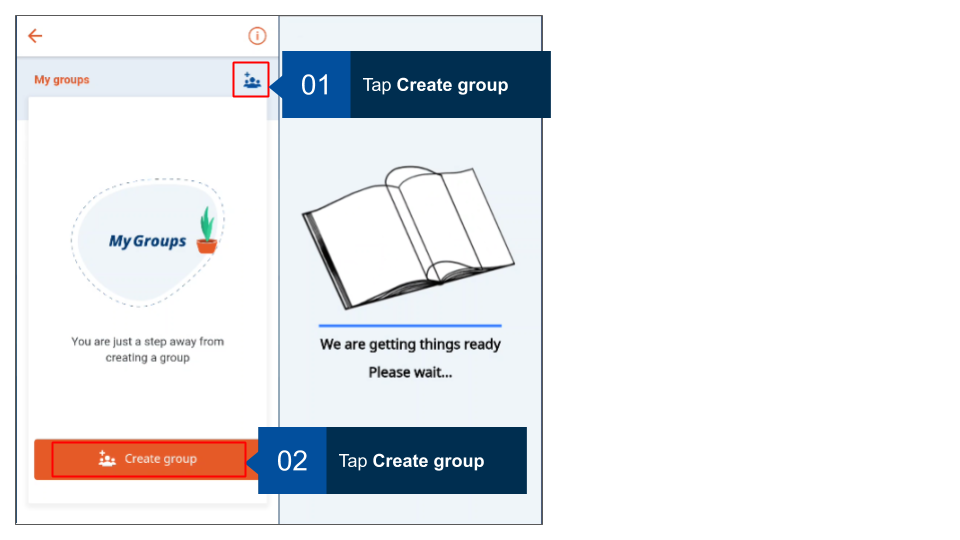 My groups
01 Tap Create group
My Groups
You are just a step away from
creating a group
We are getting things ready
Please wait...
Create group
02 Tap Create group